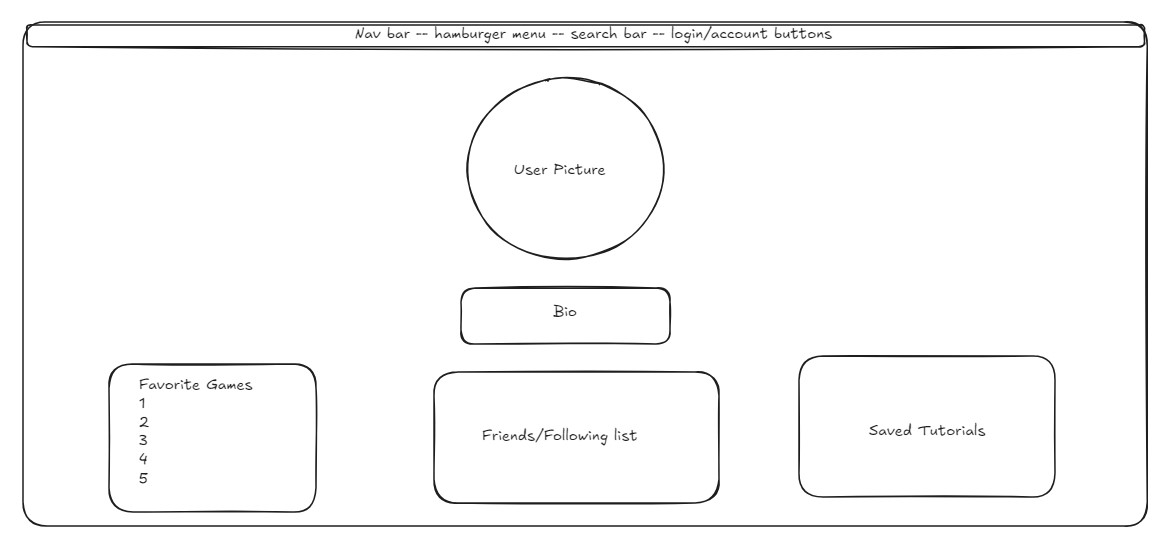 Nav bar -- hamburger menu -- search bar -- login/account buttons
User Picture
Bio
Favorite Games
1
2
3
4
5
Friends/Following list
Saved Tutorials